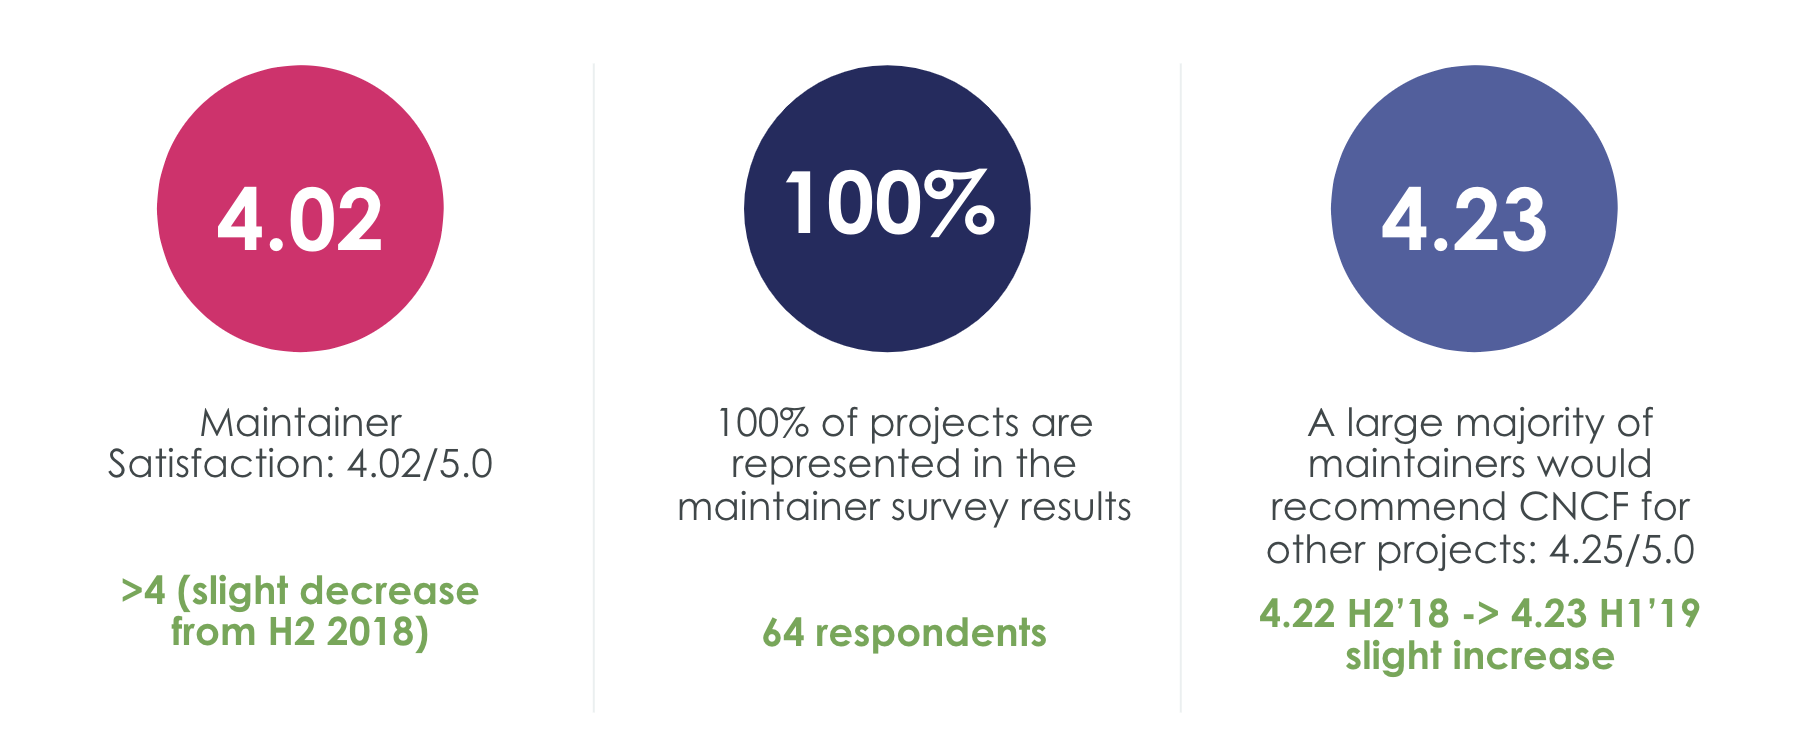 4.02
Maintainer
Satisfaction: 4.02/5.0
>4 (slight decrease
from H2 2018)
100%
100% of projects are
represented in the
maintainer survey results
64 respondents
4.23
A large majority of
maintainers would
recommend CNCF for
other projects: 4.25/5.0
4.22 H2’18 -> 4.23 H1’19
slight increase